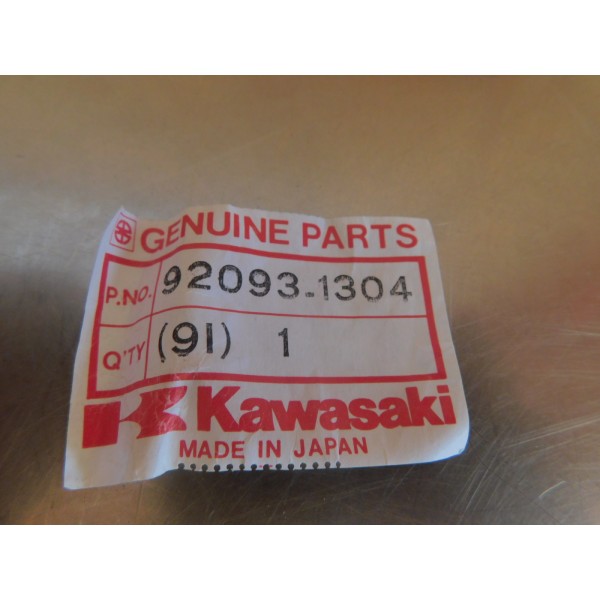 GENUINE PARTS
P.NO. 92093-1304
Q'TY (91) 1
Kawasaki
MADE IN JAPAN